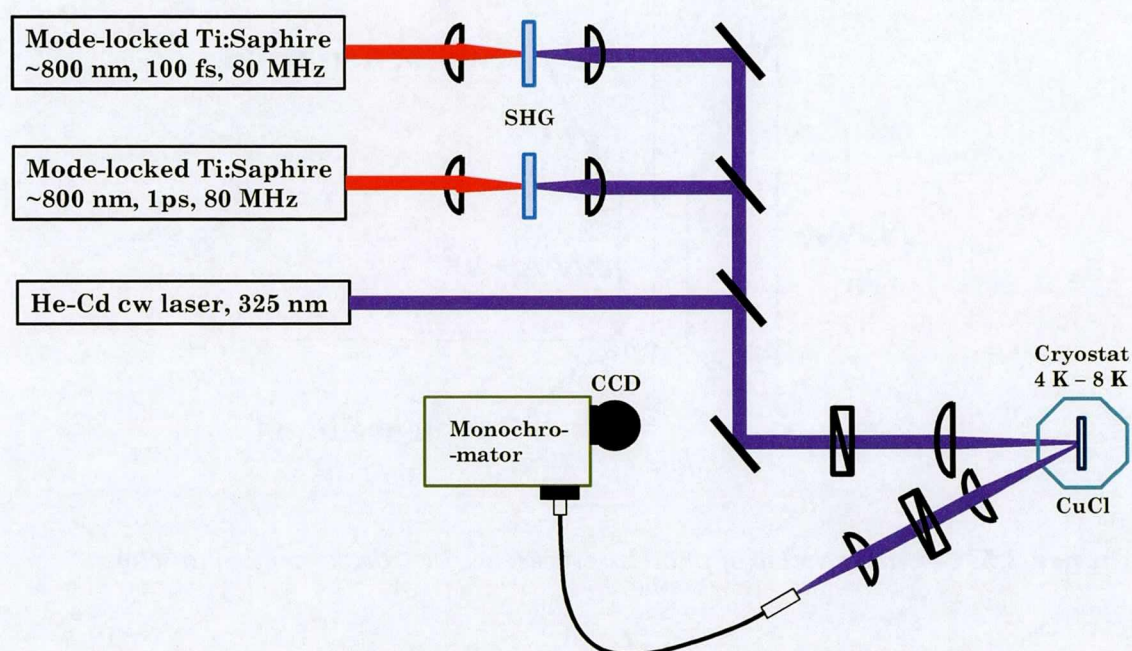 Mode-locked Ti:Saphire
~800 nm, 100 fs, 80 MHz
SHG
Mode-locked Ti:Saphire
~800 nm, 1ps, 80 MHz
He-Cd cw laser, 325 nm
Cryostat
4 K – 8 K
CCD
Monochro-
-mator
CuCl